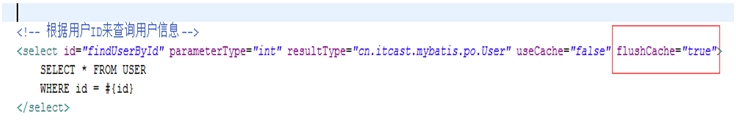 <!-- 根据用户ID来查询用户信息 -->
<select id="findUserById" parameterType="int" resultType="cn.itcast.mybatis.po.User" useCache="false" flushCache="true">
SELECT * FROM USER
WHERE id = #{id}
</select>